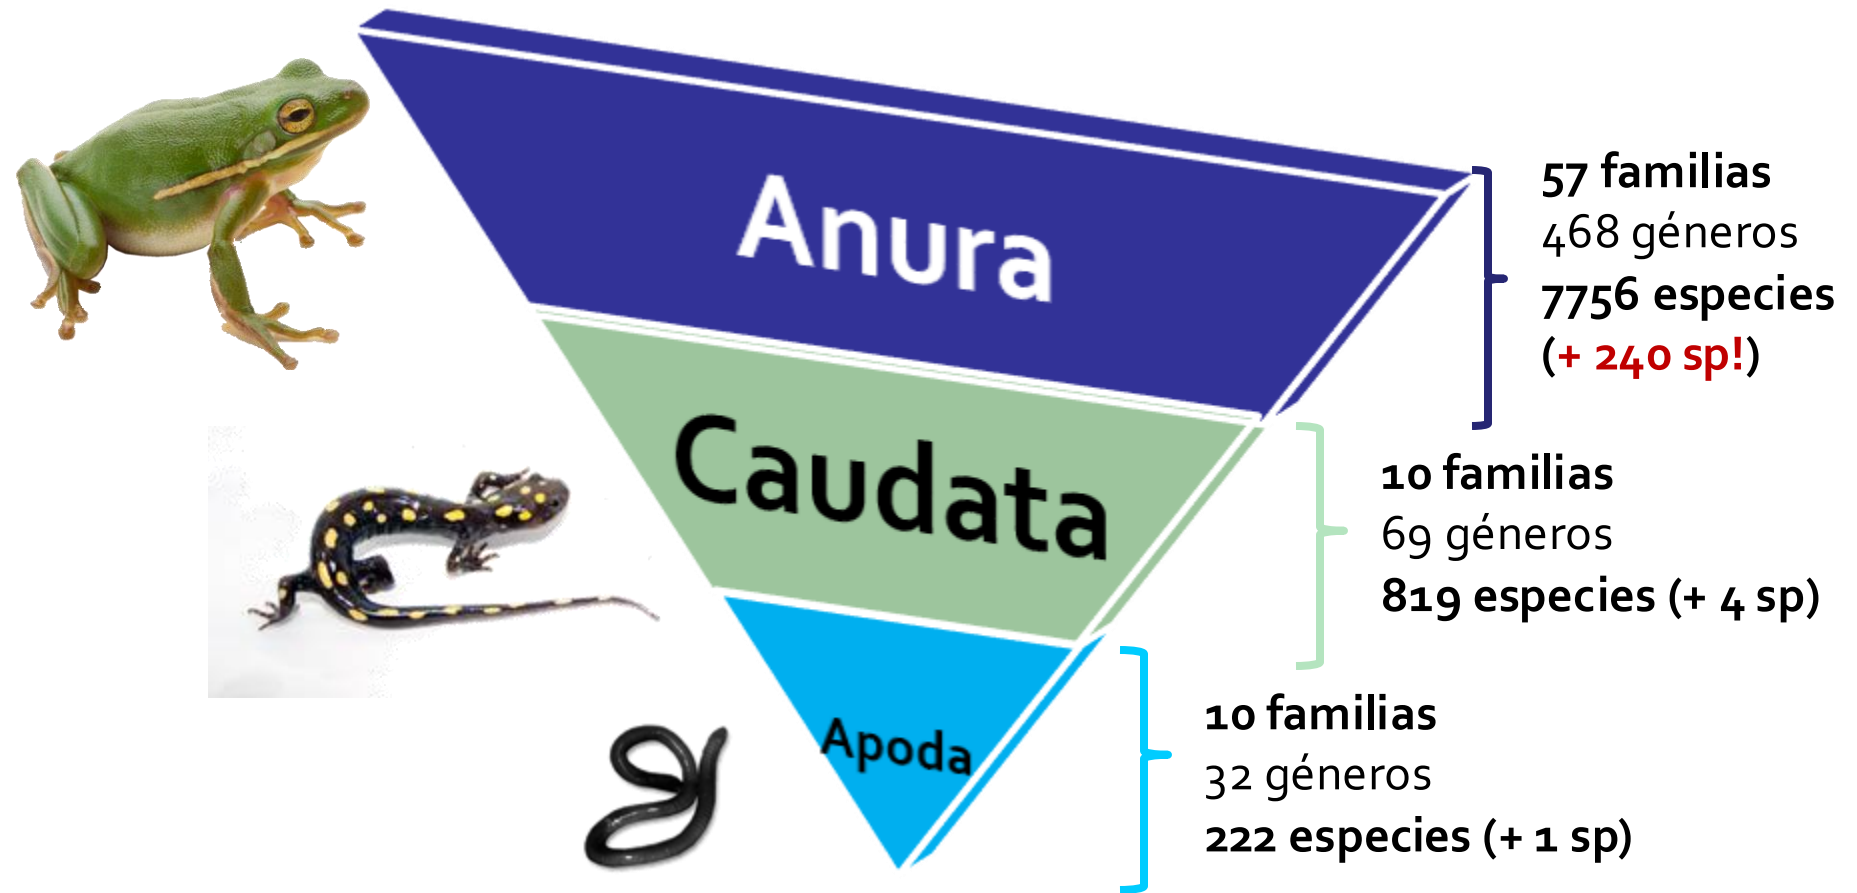 Anura
57 familias
468 géneros
7756 especies
(+ 240 sp!)
Caudata
10 familias
69 géneros
819 especies (+ 4 sp)
Apoda
10 familias
32 géneros
222 especies (+ 1 sp)